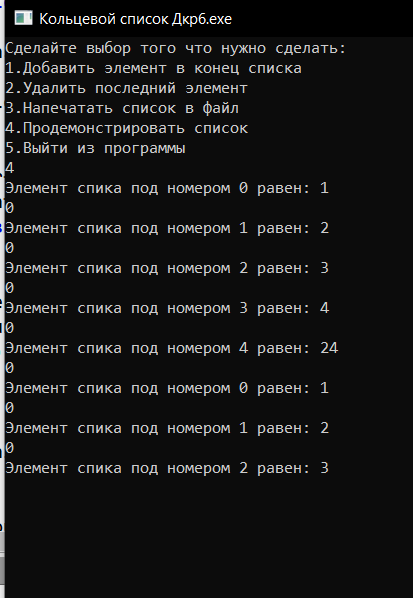 Кольцевой список Дкр6.exe
Сделайте выбор того что нужно сделать:
1.Добавить элемент в конец списка
2.Удалить последний элемент
3.Напечатать список в файл
4.Продемонстрировать список
5.Выйти из программы
4
Элемент спика под номером 0 равен: 1
0
Элемент спика под номером 1 равен: 2
0
Элемент спика под номером 2 равен: 3
0
Элемент спика под номером 3 равен: 4
0
Элемент спика под номером 4 равен: 24
0
Элемент спика под номером 0 равен: 1
0
Элемент спика под номером 1 равен: 2
0
Элемент спика под номером 2 равен: 3